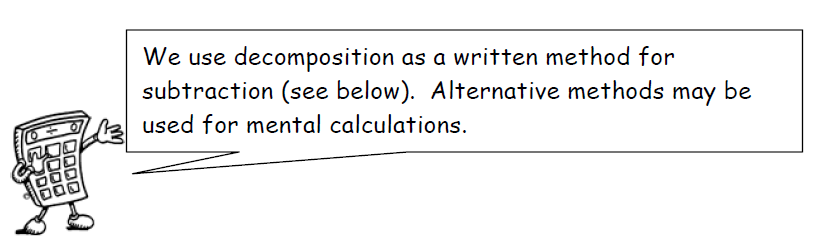 We use decomposition as a written method for
subtraction (see below).  Alternative methods may be
used for mental calculations.